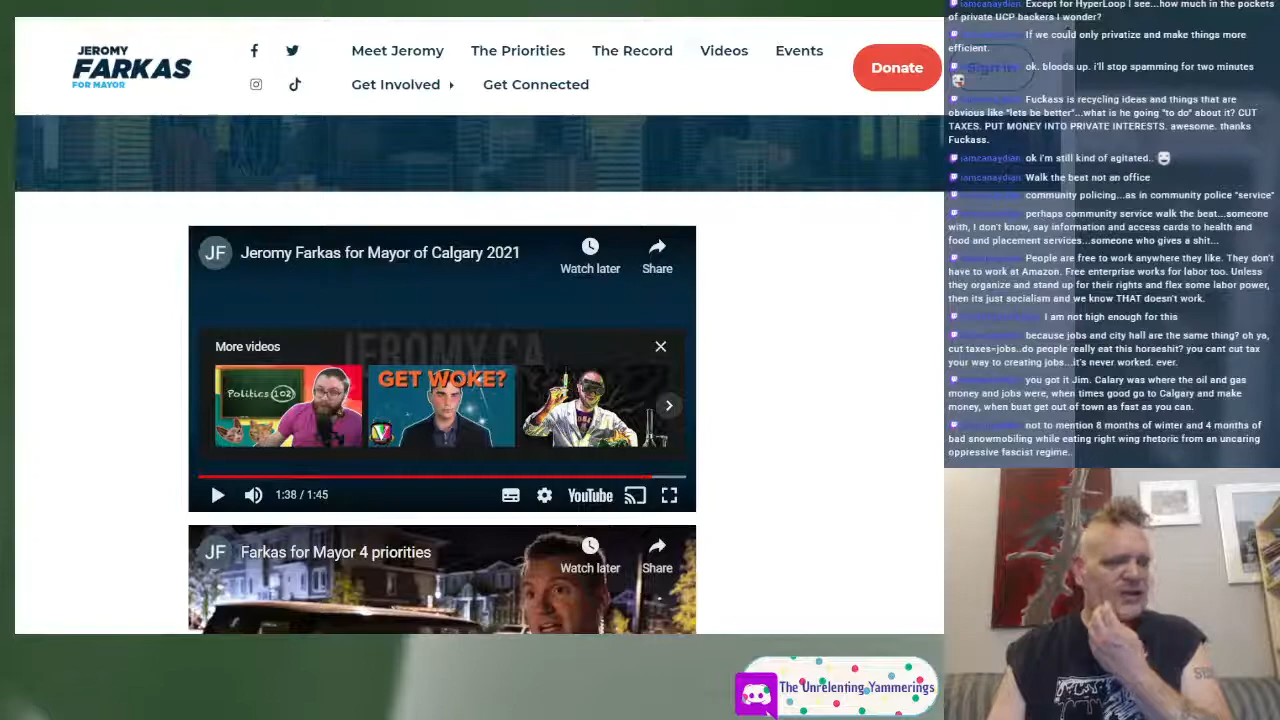 JEROMY
FARKAS
FOR MAYOR
Meet Jeromy
The Priorities
The Record
Videos
Events
Get Involved
Get Connected
Donate
JF
Jeromy Farkas for Mayor of Calgary 2021
Watch later
Share
JEROMY.CA
More videos
Politics 102
GET WOKE?
1:38 / 1:45
YouTube
JF
Farkas for Mayor 4 priorities
Watch later
Share
iamcanaydian: Except for HyperLoop I see...how much in the pockets
of private UCP backers I wonder?
If we could only privatize and make things more
efficient.
ok. bloods up. i'll stop spamming for two minutes
Fuckass is recycling ideas and things that are
obvious like "lets be better"...what is he going "to do" about it? CUT
TAXES. PUT MONEY INTO PRIVATE INTERESTS. awesome. thanks
Fuckass.
iamcanaydian: ok i'm still kind of agitated..
iamcanaydian: Walk the beat not an office
community policing...as in community police "service"
perhaps community service walk the beat...someone
with, I don't know, say information and access cards to health and
food and placement services...someone who gives a shit...
People are free to work anywhere they like. They don't
have to work at Amazon. Free enterprise works for labor too. Unless
they organize and stand up for their rights and flex some labor power,
then its just socialism and we know THAT doesn't work.
I am not high enough for this
because jobs and city hall are the same thing? oh ya,
cut taxes=jobs..do people really eat this horseshit? you cant cut tax
your way to creating jobs...it's never worked. ever.
you got it Jim. Calary was where the oil and gas
money and jobs were, when times good go to Calgary and make
money, when bust get out of town as fast as you can.
not to mention 8 months of winter and 4 months of
bad snowmobiling while eating right wing rhetoric from an uncaring
oppressive fascist regime..
The Unrelenting Yammerings